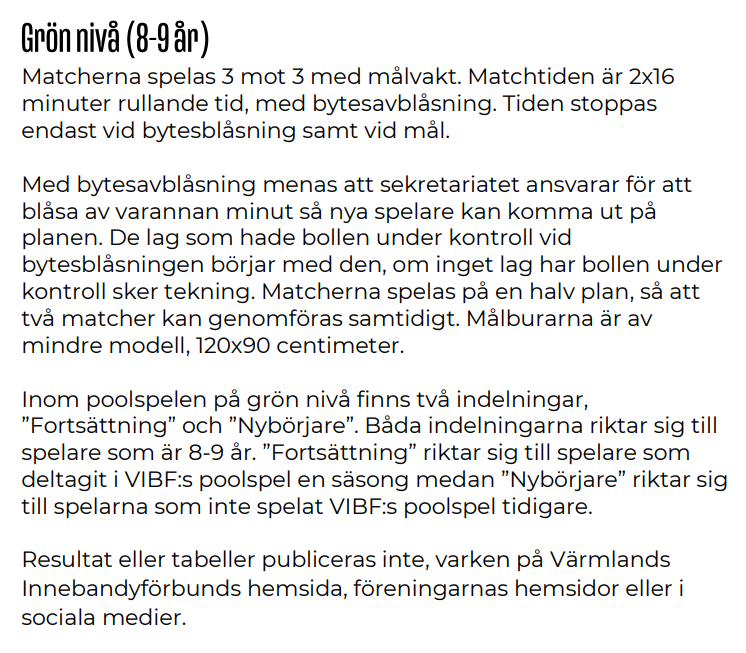 Grön nivå (8-9 år)
Matcherna spelas 3 mot 3 med målvakt. Matchtiden är 2x16
minuter rullande tid, med bytesavblåsning. Tiden stoppas
endast vid bytesblåsning samt vid mål.
Med bytesavblåsning menas att sekretariatet ansvarar för att
blåsa av varannan minut så nya spelare kan komma ut på
planen. De lag som hade bollen under kontroll vid
bytesblåsningen börjar med den, om inget lag har bollen under
kontroll sker tekning. Matcherna spelas på en halv plan, så att
två matcher kan genomföras samtidigt. Målburarna är av
mindre modell, 120x90 centimeter.
Inom poolspelen på grön nivå finns två indelningar,
”Fortsättning” och ”Nybörjare”. Båda indelningarna riktar sig till
spelare som är 8-9 år. ”Fortsättning” riktar sig till spelare som
deltagit i VIBF:s poolspel en säsong medan ”Nybörjare” riktar sig
till spelarna som inte spelat VIBF:s poolspel tidigare.
Resultat eller tabeller publiceras inte, varken på Värmlands
Innebandyförbunds hemsida, föreningarnas hemsidor eller i
sociala medier.